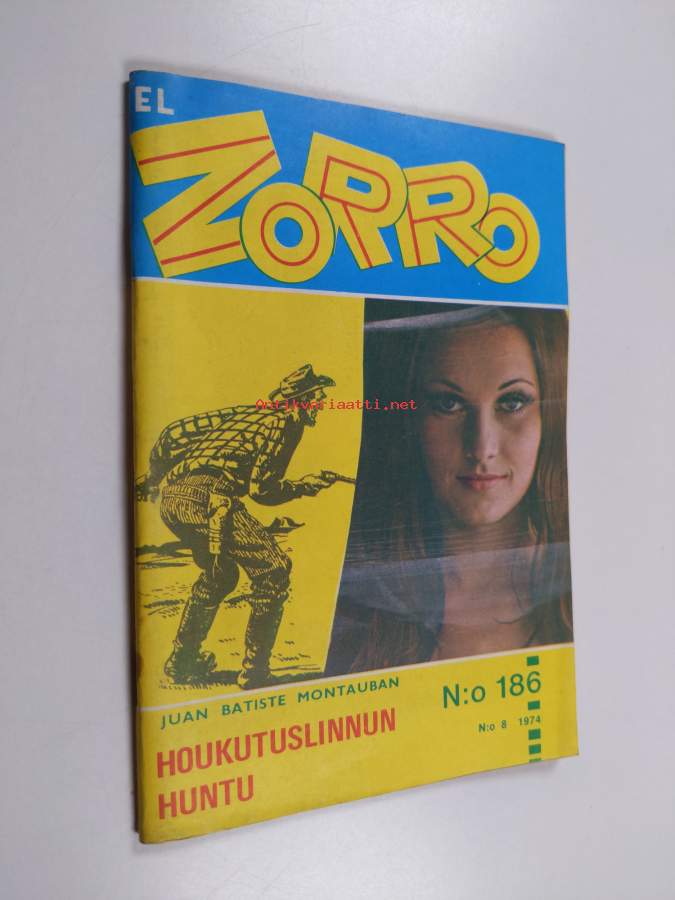 EL
ZORRO
Antikvariaatti.net
JUAN BATISTE MONTAUBAN
N:o 186
N:o 8 1974
HOUKUTUSLINNUN
HUNTU